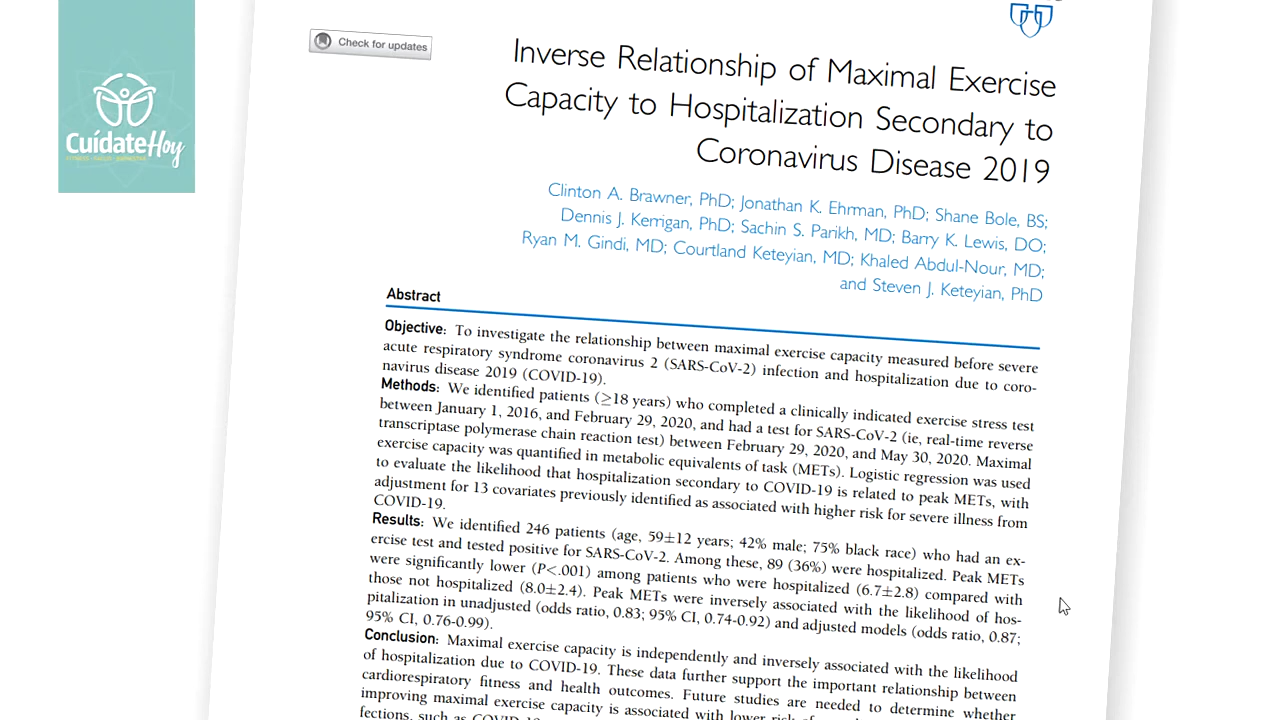 CuídateHoy
Check for updates
Inverse Relationship of Maximal Exercise
Capacity to Hospitalization Secondary to
Coronavirus Disease 2019
Clinton A. Brawner, PhD; Jonathan K. Ehrman, PhD; Shane Bole, BS;
Dennis J. Kerrigan, PhD; Sachin S. Parikh, MD; Barry K. Lewis, DO;
Ryan M. Gindi, MD; Courtland Keteyian, MD; Khaled Abdul-Nour, MD;
and Steven J. Keteyian, PhD
Abstract
Objective: To investigate the relationship between maximal exercise capacity measured before severe
acute respiratory syndrome coronavirus 2 (SARS-CoV-2) infection and hospitalization due to coro-
navirus disease 2019 (COVID-19).
Methods: We identified patients (≥18 years) who completed a clinically indicated exercise stress test
between January 1, 2016, and February 29, 2020, and had a test for SARS-CoV-2 (ie, real-time reverse
transcriptase polymerase chain reaction test) between February 29, 2020, and May 30, 2020. Maximal
exercise capacity was quantified in metabolic equivalents of task (METs). Logistic regression was used
to evaluate the likelihood that hospitalization secondary to COVID-19 is related to peak METs, with
adjustment for 13 covariates previously identified as associated with higher risk for severe illness from
COVID-19.
Results: We identified 246 patients (age, 59±12 years; 42% male; 75% black race) who had an ex-
ercise test and tested positive for SARS-CoV-2. Among these, 89 (36%) were hospitalized. Peak METs
were significantly lower (P<.001) among patients who were hospitalized (6.7±2.8) compared with
those not hospitalized (8.0±2.4). Peak METs were inversely associated with the likelihood of hos-
pitalization in unadjusted (odds ratio, 0.83; 95% CI, 0.74-0.92) and adjusted models (odds ratio, 0.87;
95% CI, 0.76-0.99).
Conclusion: Maximal exercise capacity is independently and inversely associated with the likelihood
of hospitalization due to COVID-19. These data further support the important relationship between
cardiorespiratory fitness and health outcomes. Future studies are needed to determine whether
improving maximal exercise capacity is associated with lower risk
fections, such as